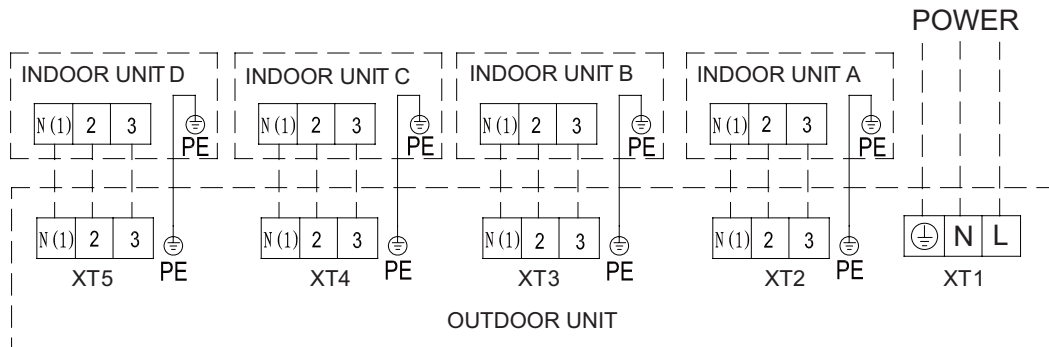 POWER
INDOOR UNIT D
INDOOR UNIT C
INDOOR UNIT B
INDOOR UNIT A
N(1) 2 3
PE
N(1) 2 3
PE
N(1) 2 3
PE
N(1) 2 3
PE
N(1) 2 3
PE
N(1) 2 3
PE
N(1) 2 3
PE
N(1) 2 3
PE
N L
XT5
XT4
XT3
XT2
XT1
OUTDOOR UNIT